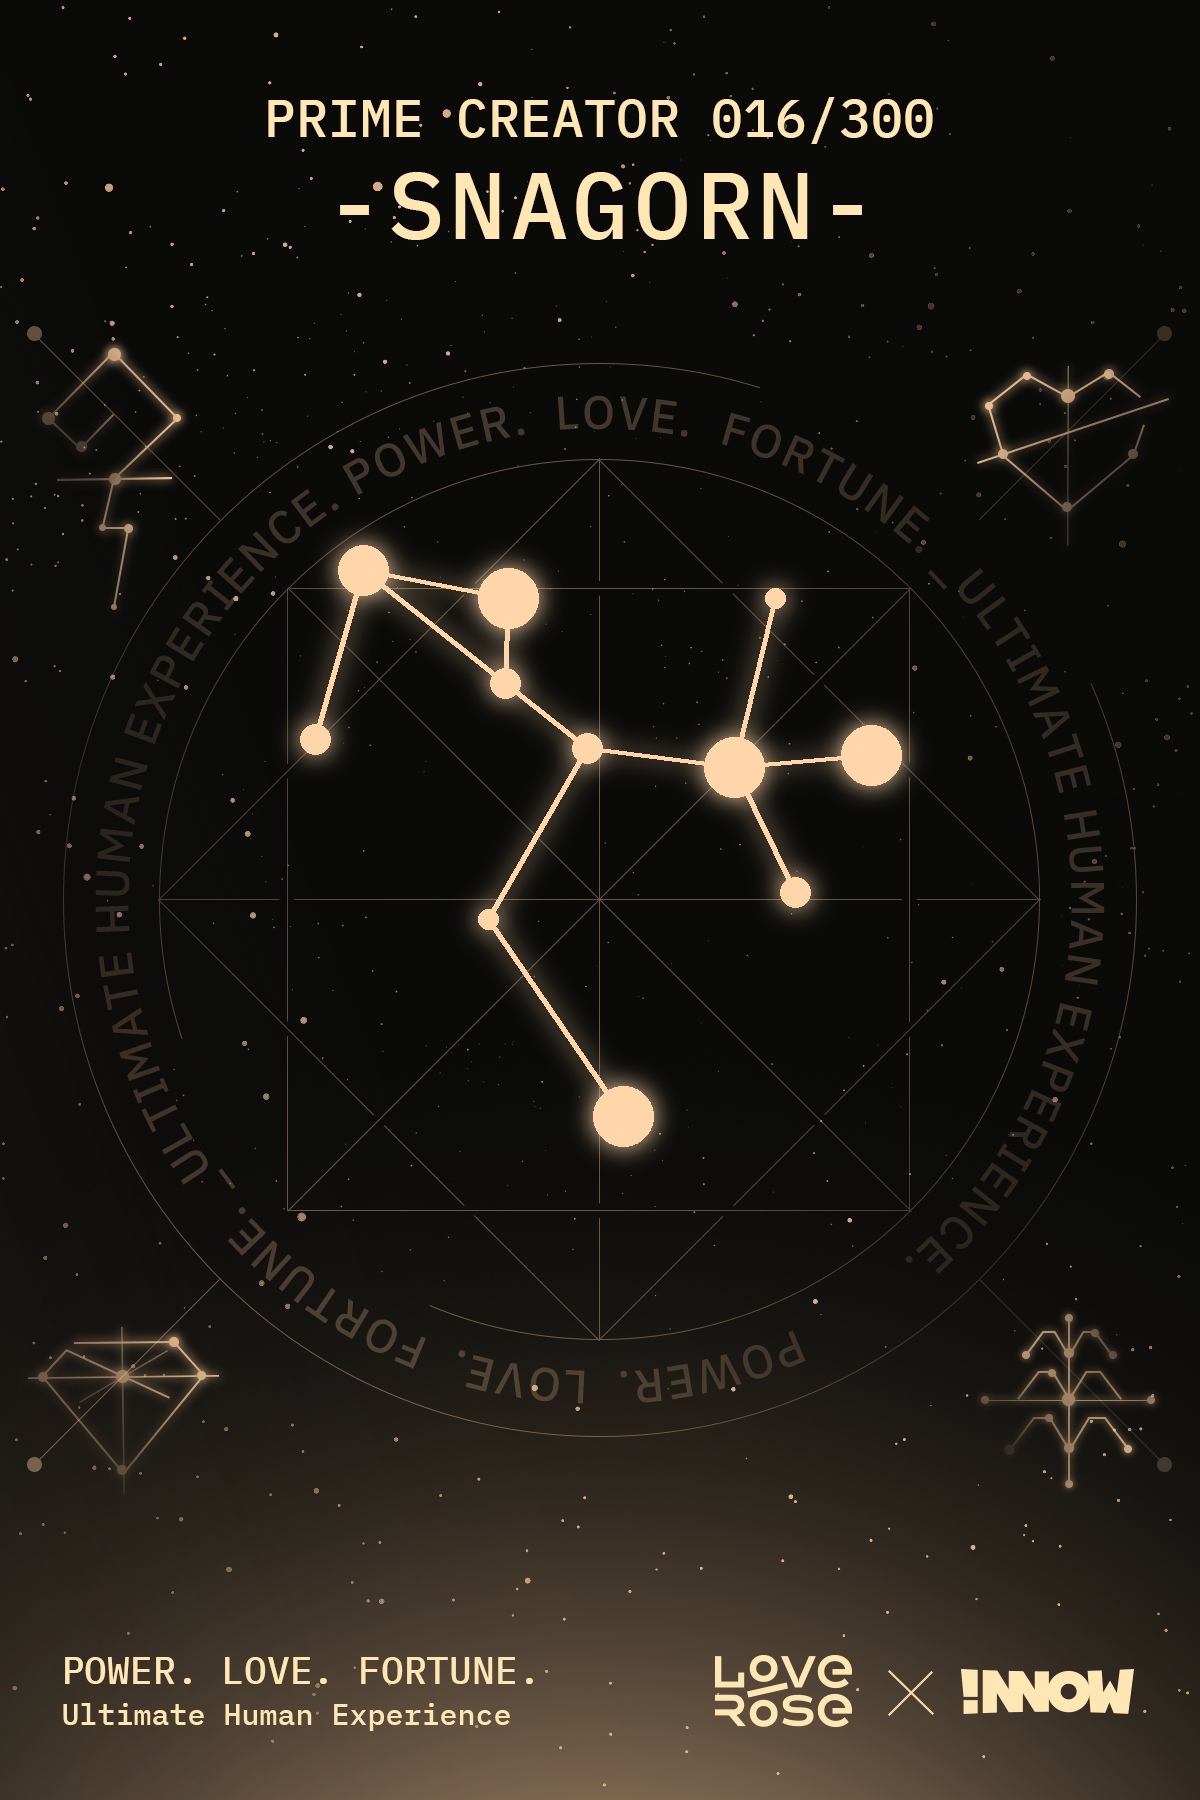 PRIME CREATOR 016/300
-SNAGORN-
ULTIMATE HUMAN EXPERIENCE. POWER. LOVE. FORTUNE. – ULTIMATE HUMAN EXPERIENCE.
POWER. LOVE. FORTUNE. –
POWER. LOVE. FORTUNE.
Ultimate Human Experience
LOVE
ROSE
!NNOW